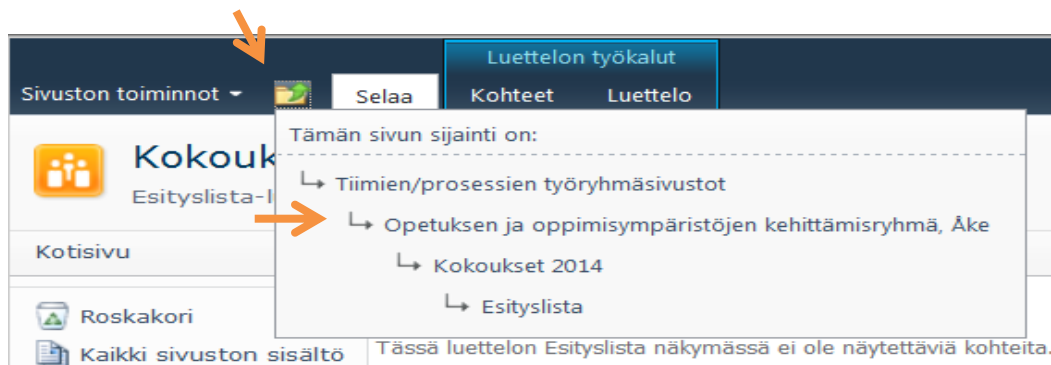 Luettelon työkalut
Sivuston toiminnot
Selaa
Kohteet
Luettelo
Tämän sivun sijainti on:
Tiimien/prosessien työryhmäsivustot
Opetuksen ja oppimisympäristöjen kehittämisryhmä, Åke
Kokoukset 2014
Esityslista
Kokouk
Esityslista-l
Kotisivu
Roskakori
Kaikki sivuston sisältö
Tässä luettelon Esityslista näkymässä ei ole näytettäviä kohteita.